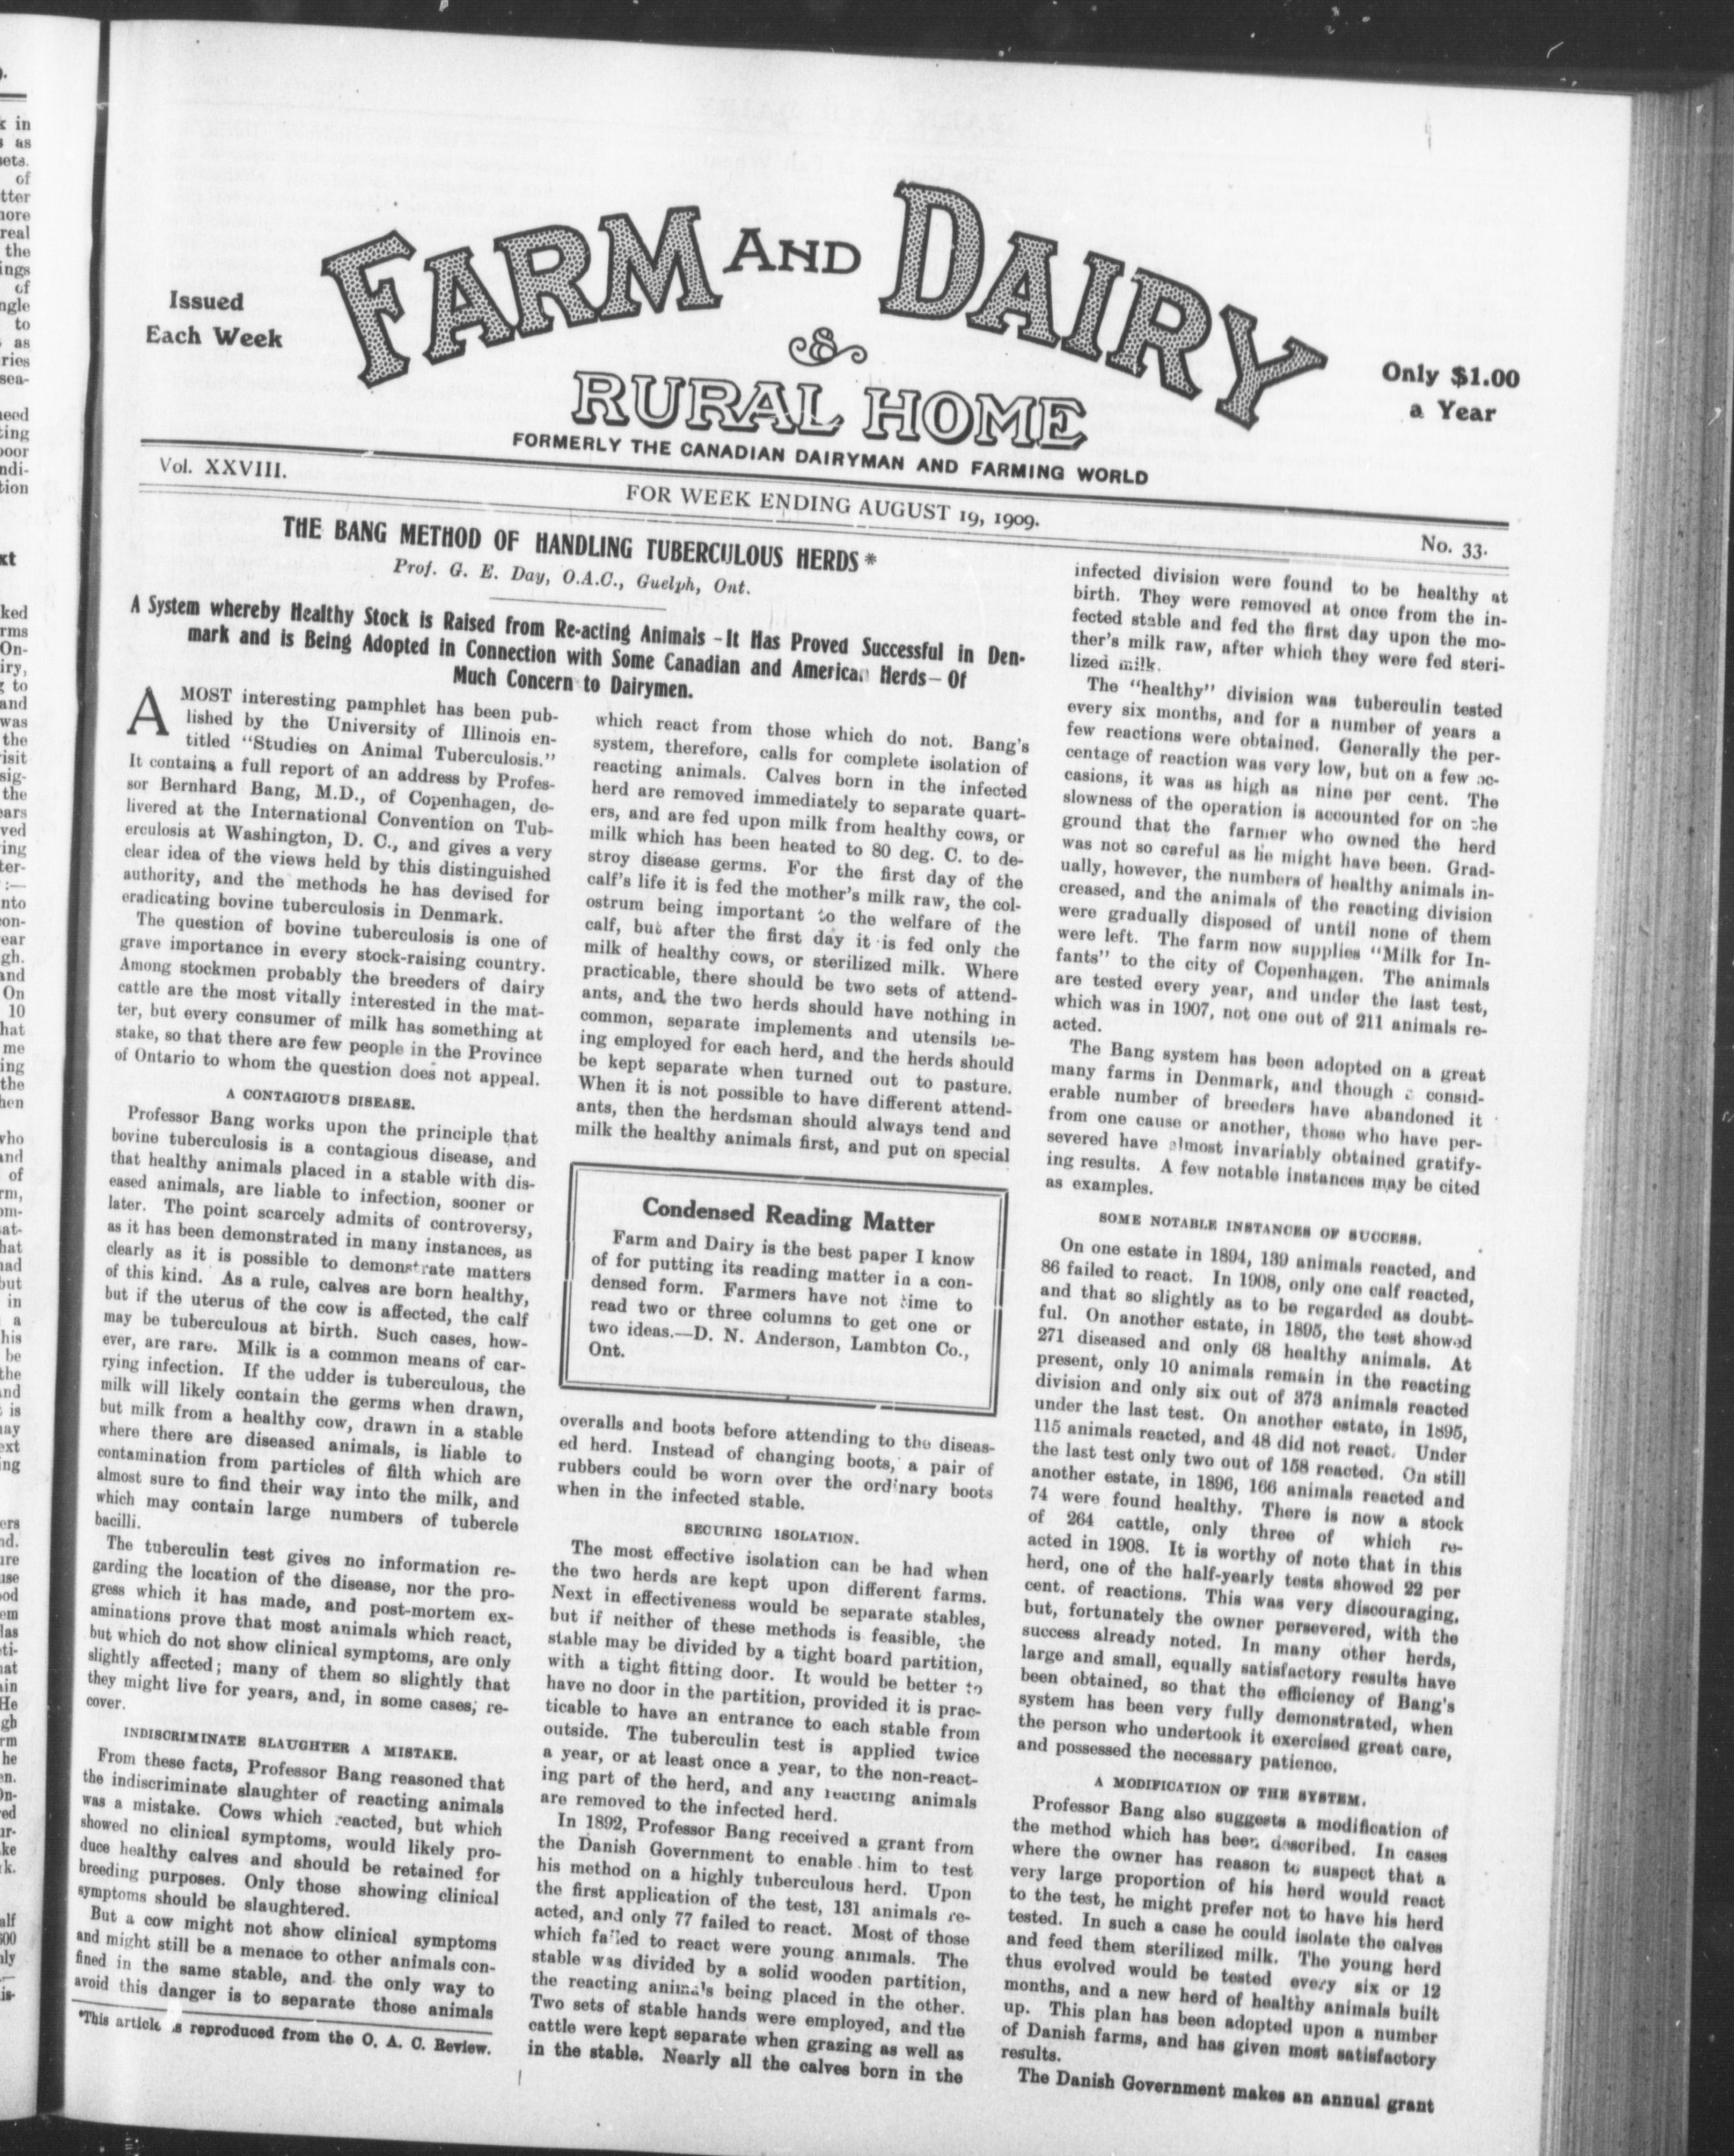 Issued
Each Week
FARM AND DAIRY
&
RURAL HOME
Only $1.00
a Year
FORMERLY THE CANADIAN DAIRYMAN AND FARMING WORLD
Vol. XXVIII.
FOR WEEK ENDING AUGUST 19, 1909.
No. 33.
THE BANG METHOD OF HANDLING TUBERCULOUS HERDS*
Prof. G. E. Day, O.A.C., Guelph, Ont.
A System whereby Healthy Stock is Raised from Re-acting Animals—It Has Proved Successful in Den-
mark and is Being Adopted in Connection with Some Canadian and American Herds—Of
Much Concern to Dairymen.
A MOST interesting pamphlet has been pub-
lished by the University of Illinois en-
titled "Studies on Animal Tuberculosis."
It contains a full report of an address by Profes-
sor Bernhard Bang, M.D., of Copenhagen, de-
livered at the International Convention on Tub-
erculosis at Washington, D. C., and gives a very
clear idea of the views held by this distinguished
authority, and the methods he has devised for
eradicating bovine tuberculosis in Denmark.
The question of bovine tuberculosis is one of
grave importance in every stock-raising country.
Among stockmen probably the breeders of dairy
cattle are the most vitally interested in the mat-
ter, but every consumer of milk has something at
stake, so that there are few people in the Province
of Ontario to whom the question does not appeal.
A CONTAGIOUS DISEASE.
Professor Bang works upon the principle that
bovine tuberculosis is a contagious disease, and
that healthy animals placed in a stable with dis-
eased animals, are liable to infection, sooner or
later. The point scarcely admits of controversy,
as it has been demonstrated in many instances, as
clearly as it is possible to demonstrate matters
of this kind. As a rule, calves are born healthy,
but if the uterus of the cow is affected, the calf
may be tuberculous at birth. Such cases, how-
ever, are rare. Milk is a common means of car-
rying infection. If the udder is tuberculous, the
milk will likely contain the germs when drawn,
but milk from a healthy cow, drawn in a stable
where there are diseased animals, is liable to
contamination from particles of filth which are
almost sure to find their way into the milk, and
which may contain large numbers of tubercle
bacilli.
The tuberculin test gives no information re-
garding the location of the disease, nor the pro-
gress which it has made, and post-mortem ex-
aminations prove that most animals which react,
but which do not show clinical symptoms, are only
slightly affected; many of them so slightly that
they might live for years, and, in some cases, re-
cover.
INDISCRIMINATE SLAUGHTER A MISTAKE.
From these facts, Professor Bang reasoned that
the indiscriminate slaughter of reacting animals
was a mistake. Cows which reacted, but which
showed no clinical symptoms, would likely pro-
duce healthy calves and should be retained for
breeding purposes. Only those showing clinical
symptoms should be slaughtered.
But a cow might not show clinical symptoms
and might still be a menace to other animals con-
fined in the same stable, and the only way to
avoid this danger is to separate those animals
*This article is reproduced from the O. A. C. Review.
which react from those which do not. Bang's
system, therefore, calls for complete isolation of
reacting animals. Calves born in the infected
herd are removed immediately to separate quart-
ers, and are fed upon milk from healthy cows, or
milk which has been heated to 80 deg. C. to de-
stroy disease germs. For the first day of the
calf's life it is fed the mother's milk raw, the col-
ostrum being important to the welfare of the
calf, but after the first day it is fed only the
milk of healthy cows, or sterilized milk. Where
practicable, there should be two sets of attend-
ants, and the two herds should have nothing in
common, separate implements and utensils be-
ing employed for each herd, and the herds should
be kept separate when turned out to pasture.
When it is not possible to have different attend-
ants, then the herdsman should always tend and
milk the healthy animals first, and put on special
Condensed Reading Matter
Farm and Dairy is the best paper I know
of for putting its reading matter in a con-
densed form. Farmers have not time to
read two or three columns to get one or
two ideas.—D. N. Anderson, Lambton Co.,
Ont.
overalls and boots before attending to the diseas-
ed herd. Instead of changing boots, a pair of
rubbers could be worn over the ordinary boots
when in the infected stable.
SECURING ISOLATION.
The most effective isolation can be had when
the two herds are kept upon different farms.
Next in effectiveness would be separate stables,
but if neither of these methods is feasible, the
stable may be divided by a tight board partition,
with a tight fitting door. It would be better to
have no door in the partition, provided it is prac-
ticable to have an entrance to each stable from
outside. The tuberculin test is applied twice
a year, or at least once a year, to the non-react-
ing part of the herd, and any reacting animals
are removed to the infected herd.
In 1892, Professor Bang received a grant from
the Danish Government to enable him to test
his method on a highly tuberculous herd. Upon
the first application of the test, 131 animals re-
acted, and only 77 failed to react. Most of those
which failed to react were young animals. The
stable was divided by a solid wooden partition,
the reacting animals being placed in the other.
Two sets of stable hands were employed, and the
cattle were kept separate when grazing as well as
in the stable. Nearly all the calves born in the
infected division were found to be healthy at
birth. They were removed at once from the in-
fected stable and fed the first day upon the mo-
ther's milk raw, after which they were fed steri-
lized milk.
The "healthy" division was tuberculin tested
every six months, and for a number of years a
few reactions were obtained. Generally the per-
centage of reaction was very low, but on a few oc-
casions, it was as high as nine per cent. The
slowness of the operation is accounted for on the
ground that the farmer who owned the herd
was not so careful as he might have been. Grad-
ually, however, the numbers of healthy animals in-
creased, and the animals of the reacting division
were gradually disposed of until none of them
were left. The farm now supplies "Milk for In-
fants" to the city of Copenhagen. The animals
are tested every year, and under the last test,
which was in 1907, not one out of 211 animals re-
acted.
The Bang system has been adopted on a great
many farms in Denmark, and though a consid-
erable number of breeders have abandoned it
from one cause or another, those who have per-
severed have almost invariably obtained gratify-
ing results. A few notable instances may be cited
as examples.
SOME NOTABLE INSTANCES OF SUCCESS.
On one estate in 1894, 139 animals reacted, and
86 failed to react. In 1908, only one calf reacted,
and that so slightly as to be regarded as doubt-
ful. On another estate, in 1895, the test showed
271 diseased and only 68 healthy animals. At
present, only 10 animals remain in the reacting
division and only six out of 373 animals reacted
under the last test. On another estate, in 1895,
115 animals reacted, and 48 did not react. Under
the last test only two out of 158 reacted. On still
another estate, in 1896, 166 animals reacted and
74 were found healthy. There is now a stock
of 264 cattle, only three of which re-
acted in 1908. It is worthy of note that in this
herd, one of the half-yearly tests showed 22 per
cent. of reactions. This was very discouraging,
but, fortunately the owner persevered, with the
success already noted. In many other herds,
large and small, equally satisfactory results have
been obtained, so that the efficiency of Bang's
system has been very fully demonstrated, when
the person who undertook it exercised great care,
and possessed the necessary patience.
A MODIFICATION OF THE SYSTEM.
Professor Bang also suggests a modification of
the method which has been described. In cases
where the owner has reason to suspect that a
very large proportion of his herd would react
to the test, he might prefer not to have his herd
tested. In such a case he could isolate the calves
and feed them sterilized milk. The young herd
thus evolved would be tested every six or 12
months, and a new herd of healthy animals built
up. This plan has been adopted upon a number
of Danish farms, and has given most satisfactory
results.
The Danish Government makes an annual grant